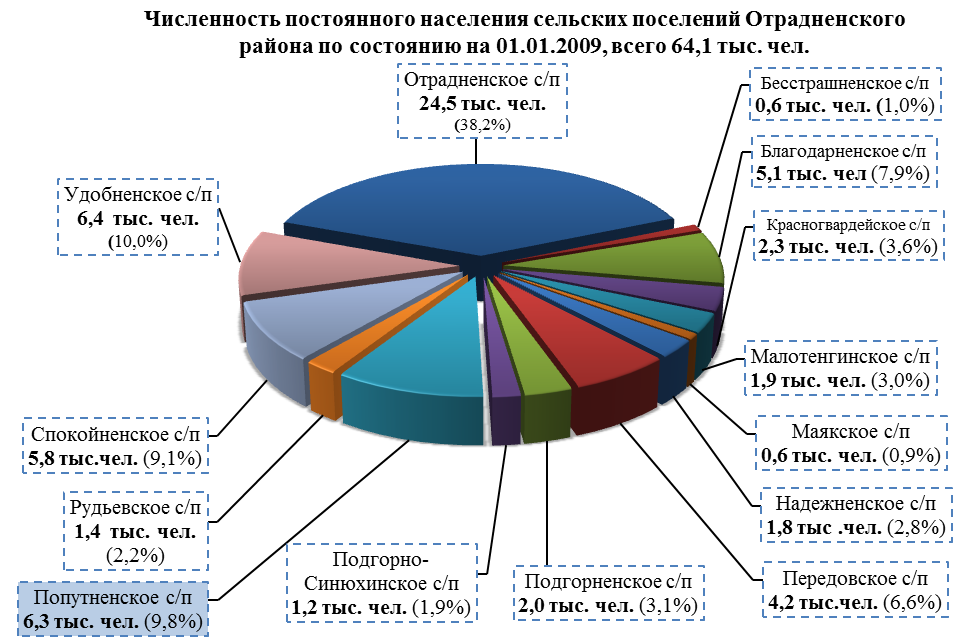 Численность постоянного населения сельских поселений Отрадненского
района по состоянию на 01.01.2009, всего 64,1 тыс. чел.
Отрадненское с/п
24,5 тыс. чел.
(38,2%)
Бесстрашненское с/п
0,6 тыс. чел. (1,0%)
Благодарненское с/п
5,1 тыс. чел (7,9%)
Красногвардейское с/п
2,3 тыс. чел. (3,6%)
Малотенгинское с/п
1,9 тыс. чел. (3,0%)
Маякское с/п
0,6 тыс. чел. (0,9%)
Надежненское с/п
1,8 тыс .чел. (2,8%)
Передовское с/п
4,2 тыс.чел. (6,6%)
Подгорненское с/п
2,0 тыс. чел. (3,1%)
Подгорно-
Синюхинское с/п
1,2 тыс. чел. (1,9%)
Попутненское с/п
6,3 тыс. чел. (9,8%)
Рудьевское с/п
1,4 тыс. чел.
(2,2%)
Спокойненское с/п
5,8 тыс.чел. (9,1%)
Удобненское с/п
6,4 тыс. чел.
(10,0%)